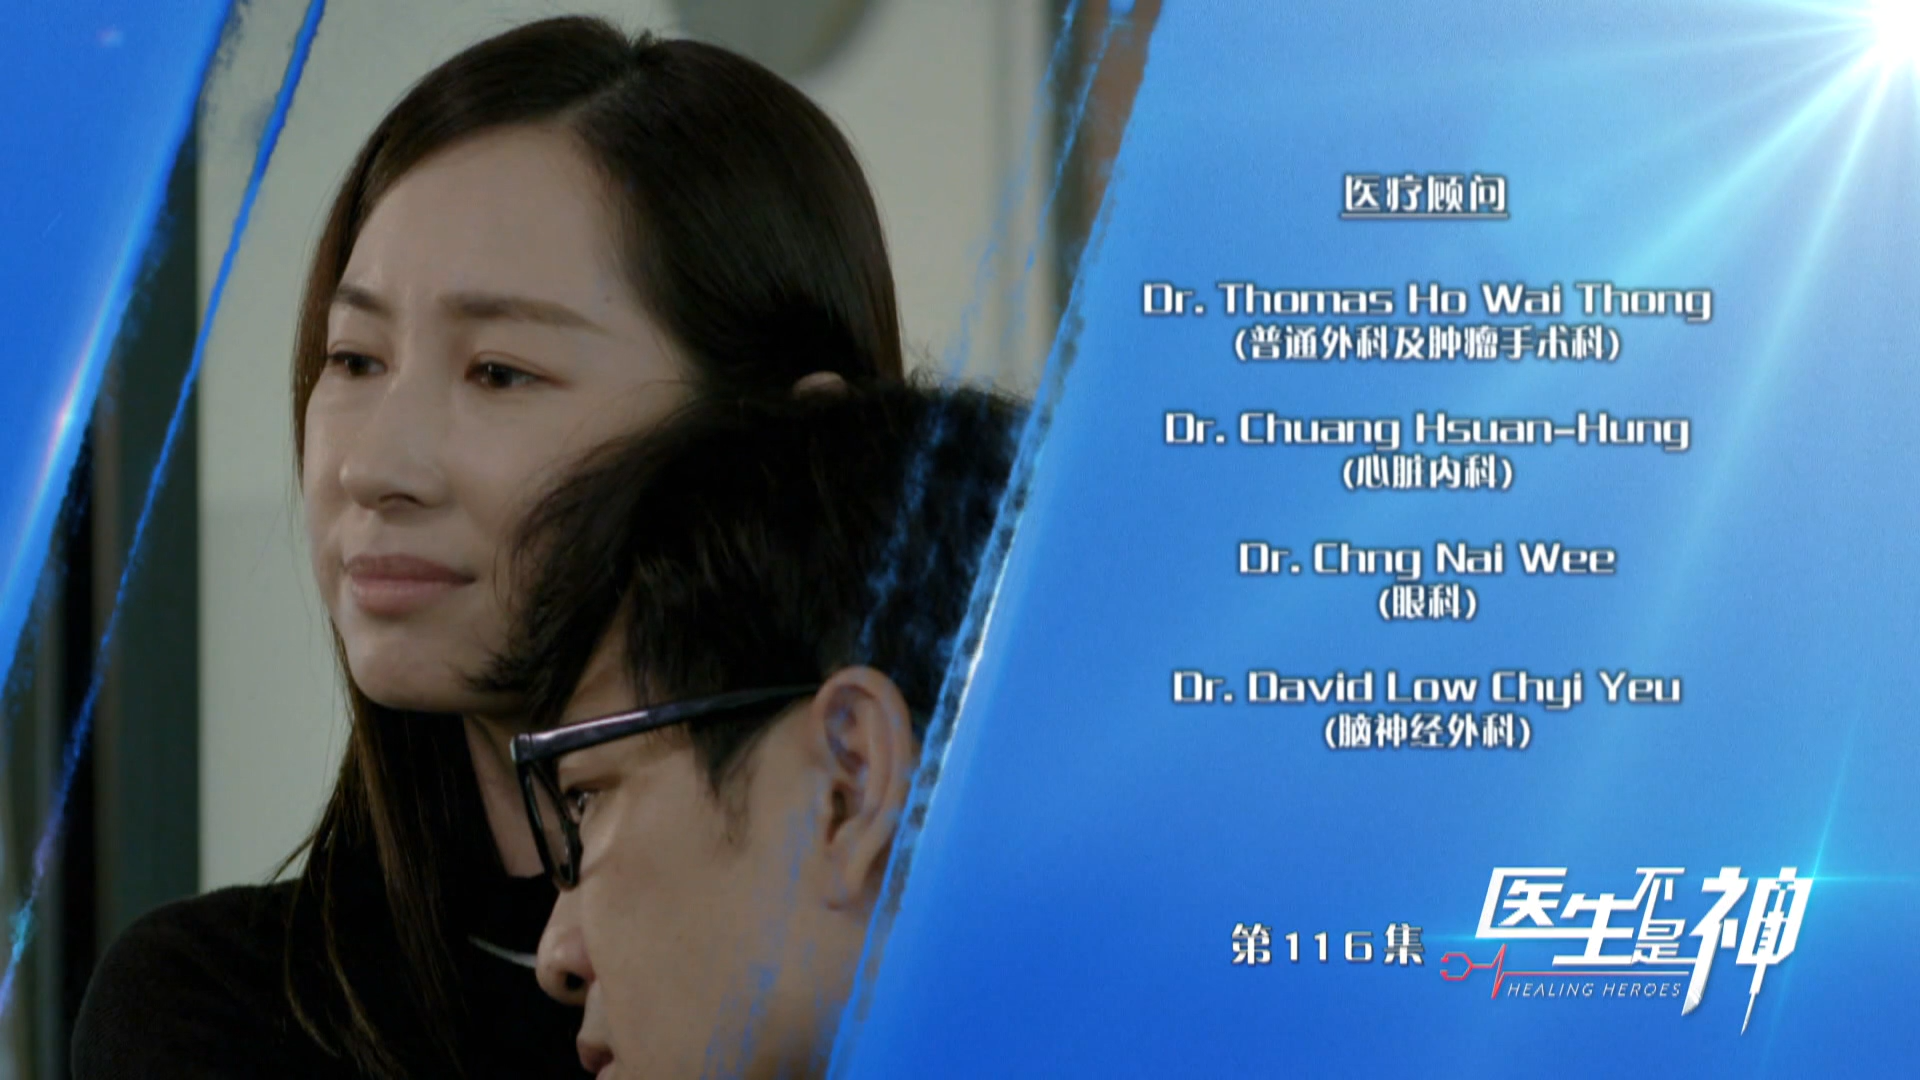 医疗顾问
Dr. Thomas Ho Wai Thong
(普通外科及肿瘤手术科)
Dr. Chuang Hsuan-Hung
(心脏内科)
Dr. Chng Nai Wee
(眼科)
Dr. David Low Chyi Yeu
(脑神经外科)
第116集
医生不是神
HEALING HEROES